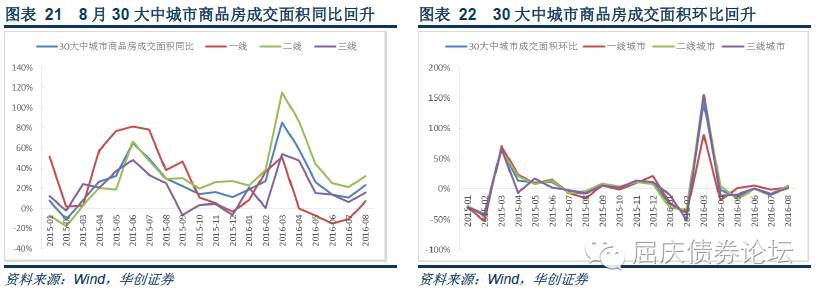 图表 21 8 月 30 大中城市商品房成交面积同比回升
30大中城市商品房成交面积同比 一线 二线 三线
140%
120%
100%
80%
60%
40%
20%
0%
-20%
-40%
2015-01 2015-02 2015-03 2015-04 2015-05 2015-06 2015-07 2015-08 2015-09 2015-10 2015-11 2015-12 2016-01 2016-02 2016-03 2016-04 2016-05 2016-06 2016-07 2016-08
资料来源：Wind，华创证券
图表 22 30 大中城市商品房成交面积环比回升
30大中城市成交面积环比 一线城市 二线城市 三线城市
200%
150%
100%
50%
0%
-50%
-100%
2015-01 2015-02 2015-03 2015-04 2015-05 2015-06 2015-07 2015-08 2015-09 2015-10 2015-11 2015-12 2016-01 2016-02 2016-03 2016-04 2016-05 2016-06 2016-07 2016-08
资料来源：Wind，华创证券
屈庆债券论坛